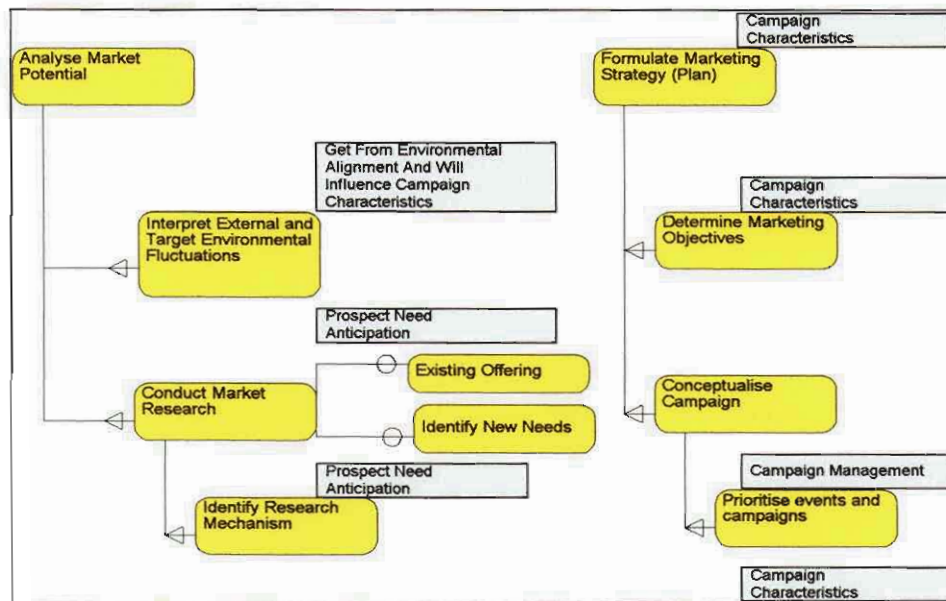 Analyse Market
Potential
Get From Environmental
Alignment And Will
Influence Campaign
Characteristics
Interpret External and
Target Environmental
Fluctuations
Prospect Need
Anticipation
Existing Offering
Conduct Market
Research
Identify New Needs
Prospect Need
Anticipation
Identify Research
Mechanism
Campaign
Characteristics
Formulate Marketing
Strategy (Plan)
Campaign
Characteristics
Determine Marketing
Objectives
Conceptualise
Campaign
Campaign Management
Prioritise events and
campaigns
Campaign
Characteristics